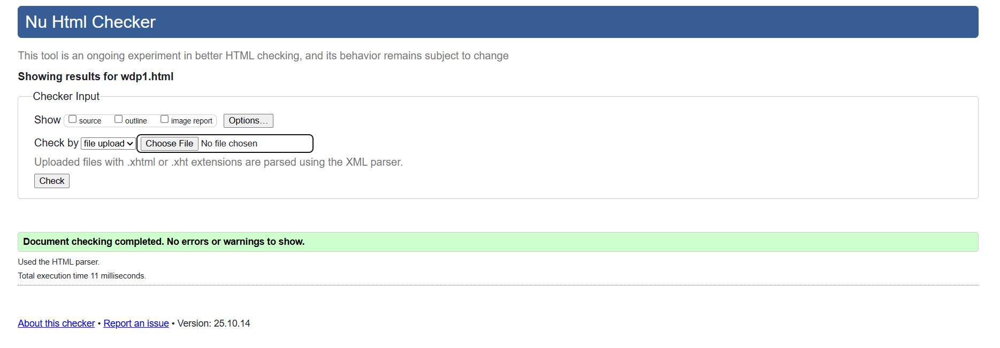 Nu Html Checker
This tool is an ongoing experiment in better HTML checking, and its behavior remains subject to change
Showing results for wdp1.html
Checker Input
Show source outline image report Options…
Check by file upload Choose File No file chosen
Uploaded files with .xhtml or .xht extensions are parsed using the XML parser.
Check
Document checking completed. No errors or warnings to show.
Used the HTML parser.
Total execution time 11 milliseconds.
About this checker • Report an issue • Version: 25.10.14